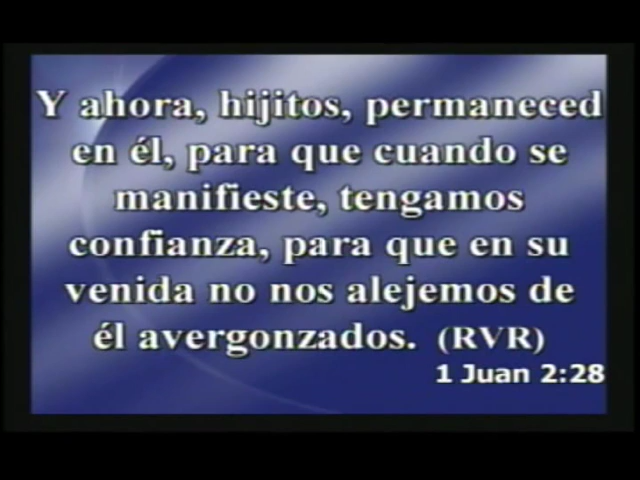 Y ahora, hijitos, permaneced
en él, para que cuando se
manifieste, tengamos
confianza, para que en su
venida no nos alejemos de
él avergonzados. (RVR)
1 Juan 2:28